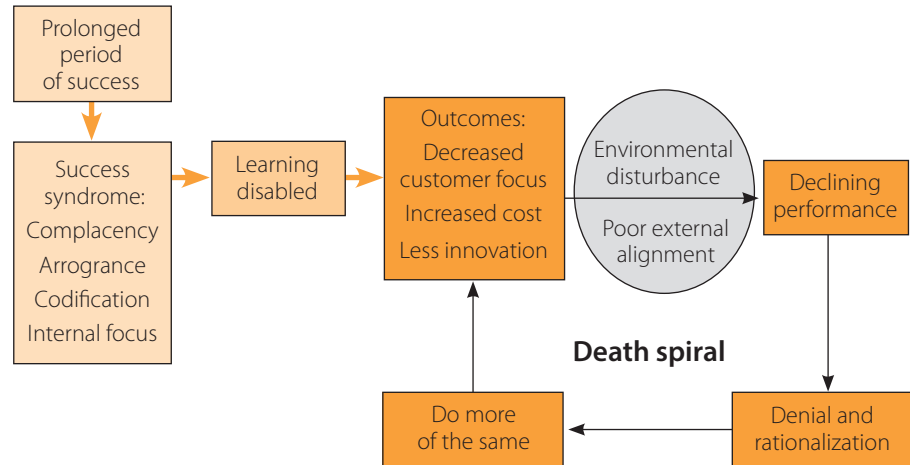 Prolonged
period
of success
Success
syndrome:
Complacency
Arrogrance
Codification
Internal focus
Learning
disabled
Outcomes:
Decreased
customer focus
Increased cost
Less innovation
Environmental
disturbance
Poor external
alignment
Declining
performance
Death spiral
Do more
of the same
Denial and
rationalization